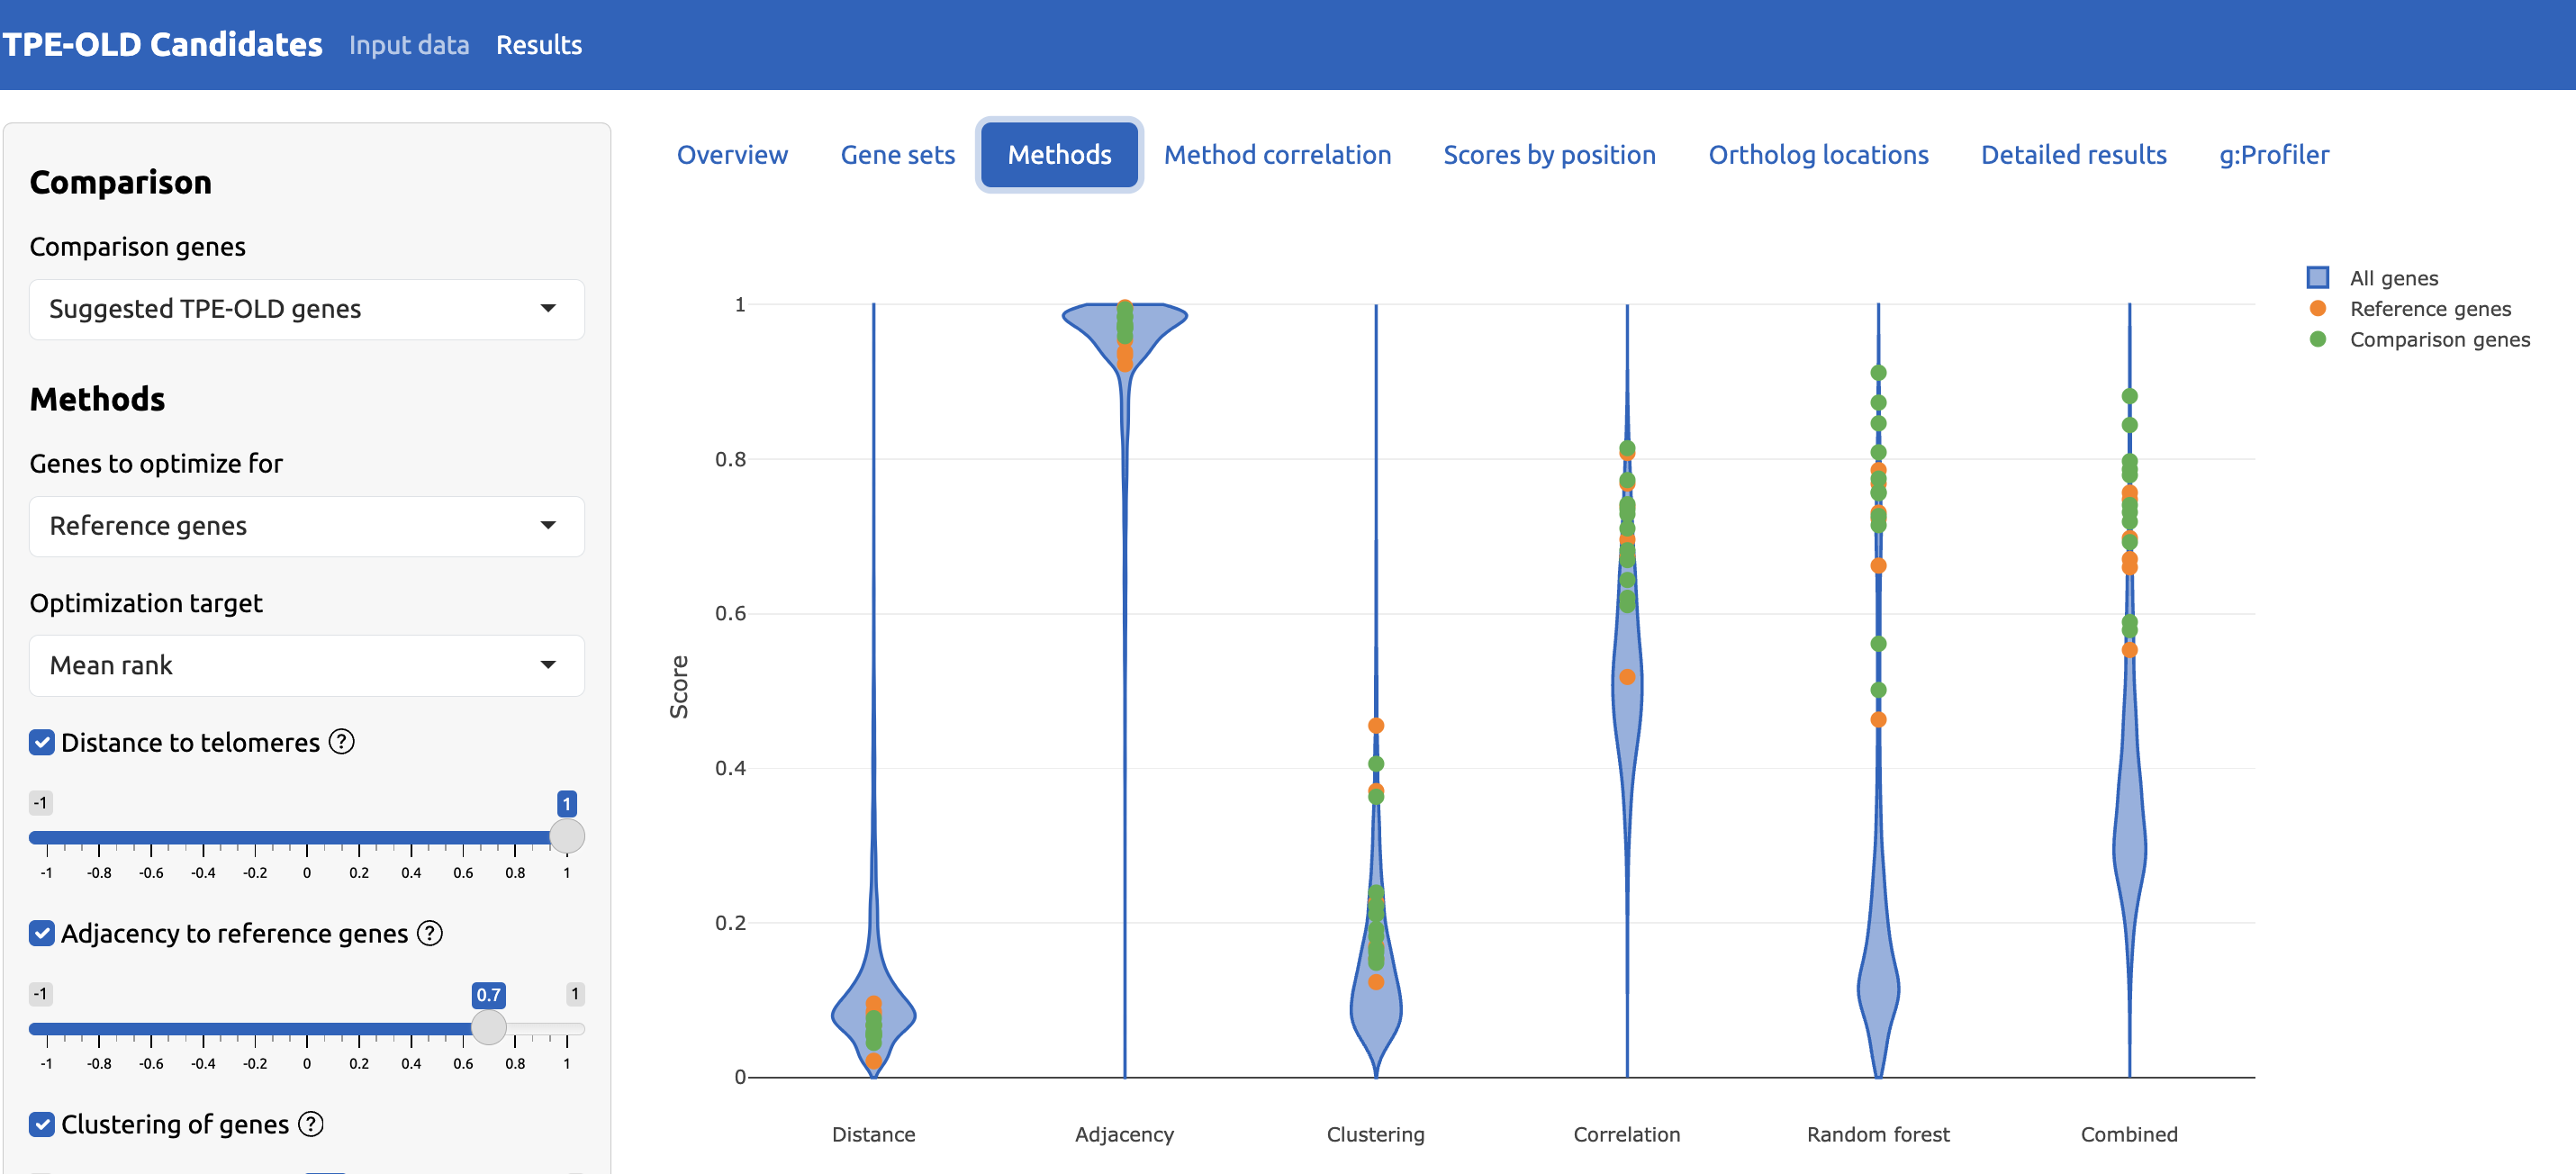 TPE-OLD Candidates Input data Results
Comparison
Comparison genes
Suggested TPE-OLD genes
Methods
Genes to optimize for
Reference genes
Optimization target
Mean rank
Distance to telomeres ?
-1 1
-1 -0.8 -0.6 -0.4 -0.2 0 0.2 0.4 0.6 0.8 1
Adjacency to reference genes ?
-1 0.7 1
-1 -0.8 -0.6 -0.4 -0.2 0 0.2 0.4 0.6 0.8 1
Clustering of genes ?
Overview Gene sets Methods Method correlation Scores by position Ortholog locations Detailed results g:Profiler
All genes
Reference genes
Comparison genes
1
0.8
0.6
0.4
0.2
0
Score
Distance Adjacency Clustering Correlation Random forest Combined